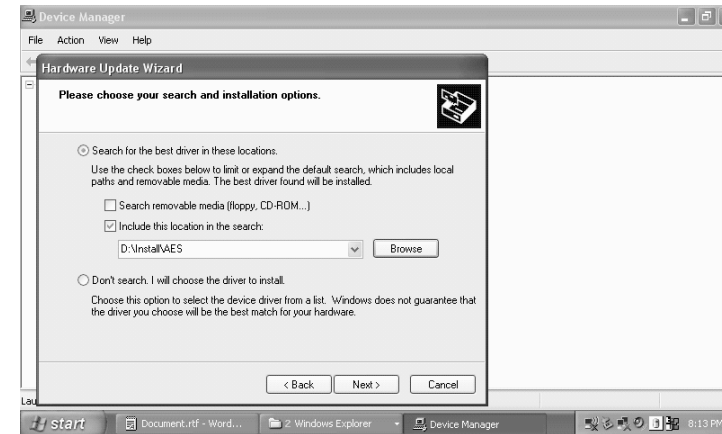 Device Manager
File Action View Help
Hardware Update Wizard
Please choose your search and installation options.
Search for the best driver in these locations.
Use the check boxes below to limit or expand the default search, which includes local
paths and removable media. The best driver found will be installed.
Search removable media (floppy, CD-ROM...)
Include this location in the search:
D:\Install\AES
Browse
Don't search. I will choose the driver to install.
Choose this option to select the device driver from a list. Windows does not guarantee that
the driver you choose will be the best match for your hardware.
< Back Next > Cancel
Lau
start Document.rtf - Word... 2 Windows Explorer Device Manager 8:13 PM